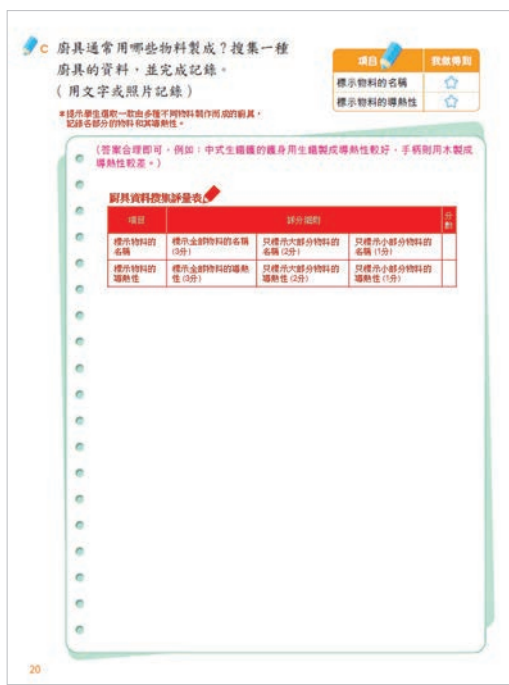 C 廚具通常用哪些物料製成？搜集一種
廚具的資料，並完成記錄。
（用文字或照片記錄）
項目 我做得到
標示物料的名稱
標示物料的導熱性
*提示學生選取一款由多種不同物料製作而成的廚具，
記錄各部分的物料和其導熱性。
（答案合理即可，例如：中式生鐵鑊的鑊身用生鐵製成導熱性較好，手柄則用木製成
導熱性較差。）
廚具資料搜集評量表
項目 評分細則 分數
標示物料的名稱 標示全部物料的名稱（3分） 只標示大部分物料的名稱（2分） 只標示小部分物料的名稱（1分）
標示物料的導熱性 標示全部物料的導熱性（3分） 只標示大部分物料的導熱性（2分） 只標示小部分物料的導熱性（1分）
20